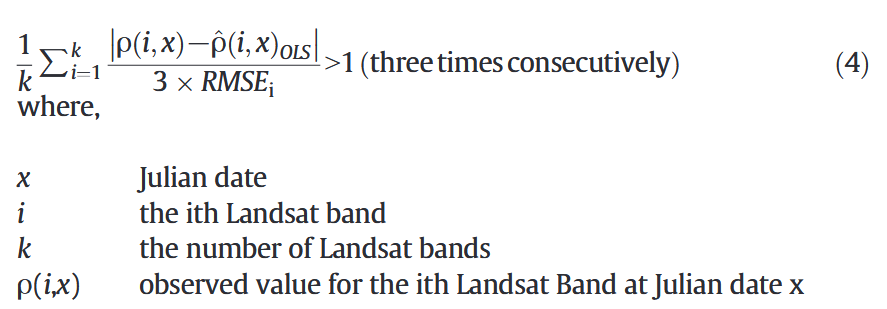 $\frac{1}{k}\sum_{i=1}^{k}\frac{|\rho(i,x)-\hat{\rho}(i,x)_{OLS}|}{3 \times RMSE_{i}}>1$ (three times consecutively) (4)
where,
x Julian date
i the ith Landsat band
k the number of Landsat bands
ρ(i,x) observed value for the ith Landsat Band at Julian date x